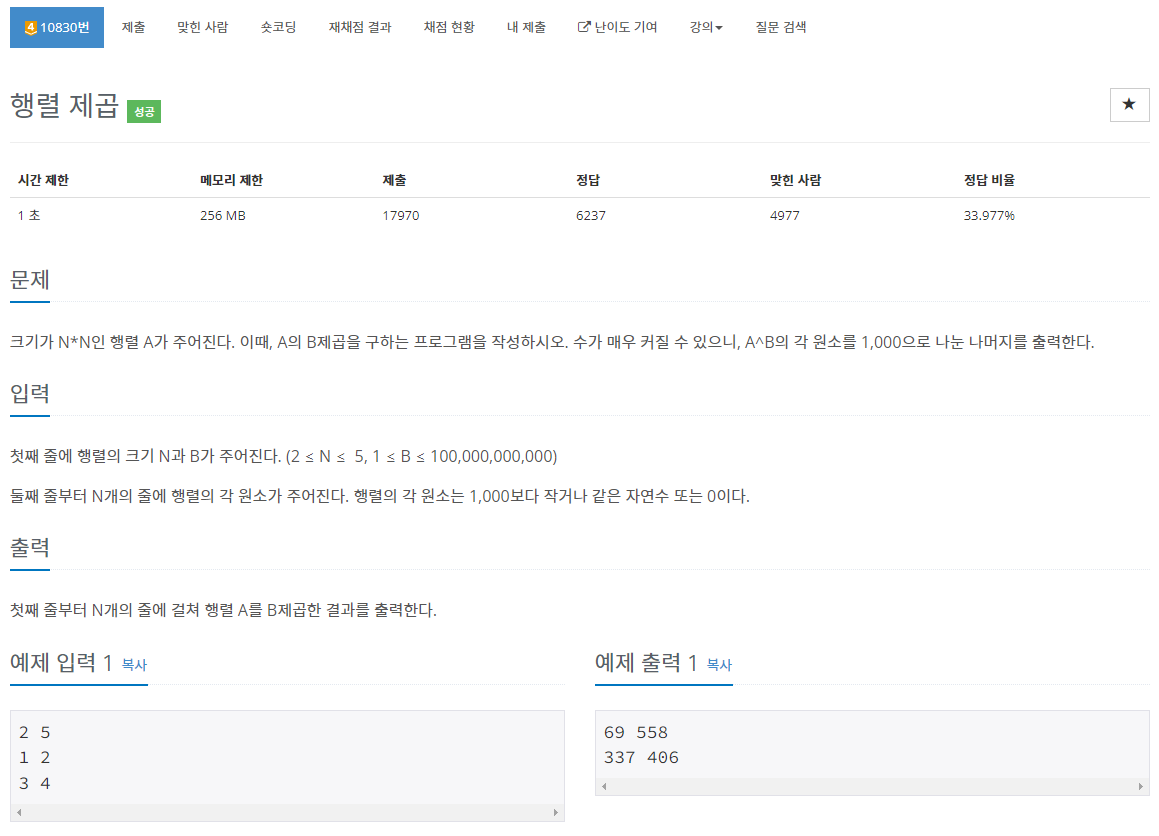 4 10830번 제출 맞힌 사람 숏코딩 재채점 결과 채점 현황 내 제출 난이도 기여 강의 질문 검색
행렬 제곱 성공
시간 제한 메모리 제한 제출 정답 맞힌 사람 정답 비율
1 초 256 MB 17970 6237 4977 33.977%
문제
크기가 N*N인 행렬 A가 주어진다. 이때, A의 B제곱을 구하는 프로그램을 작성하시오. 수가 매우 커질 수 있으니, A^B의 각 원소를 1,000으로 나눈 나머지를 출력한다.
입력
첫째 줄에 행렬의 크기 N과 B가 주어진다. (2 ≤ N ≤ 5, 1 ≤ B ≤ 100,000,000,000)
둘째 줄부터 N개의 줄에 행렬의 각 원소가 주어진다. 행렬의 각 원소는 1,000보다 작거나 같은 자연수 또는 0이다.
출력
첫째 줄부터 N개의 줄에 걸쳐 행렬 A를 B제곱한 결과를 출력한다.
예제 입력 1 복사
2 5
1 2
3 4
예제 출력 1 복사
69 558
337 406